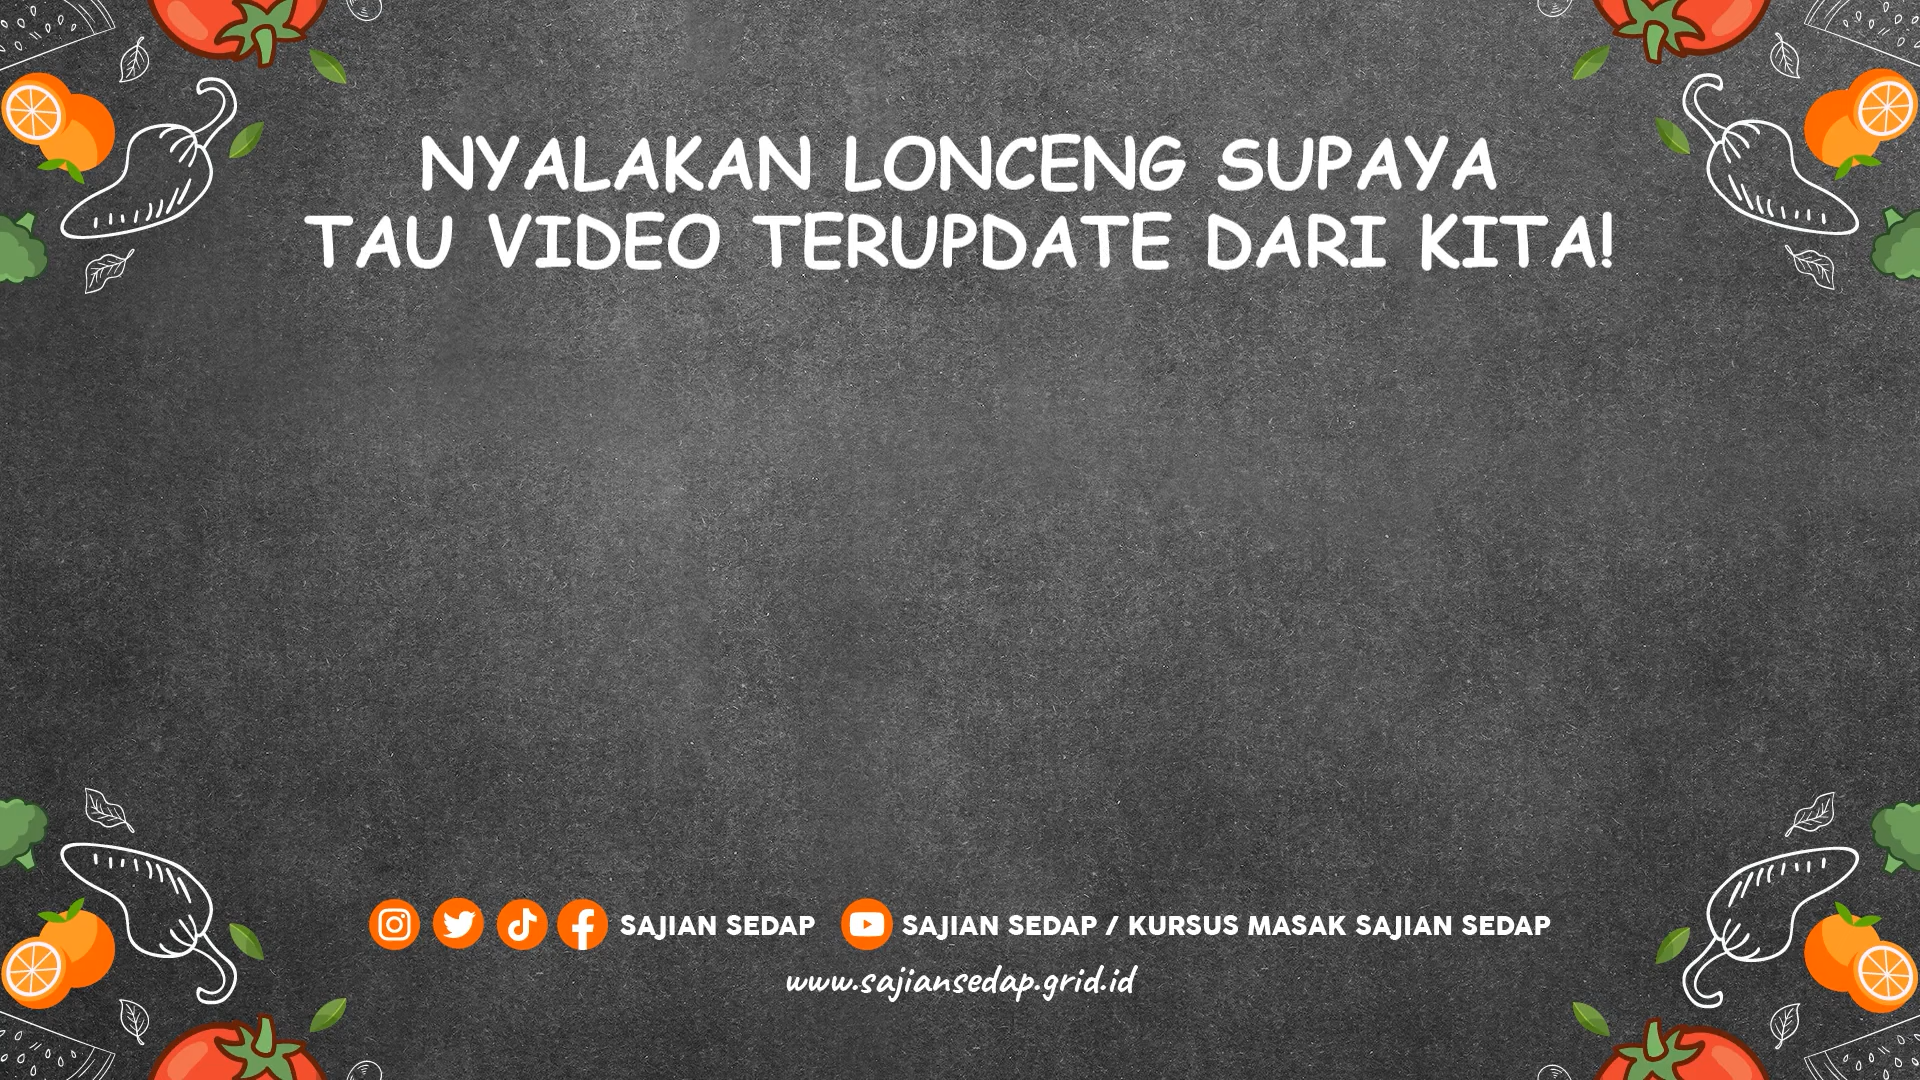 NYALAKAN LONCENG SUPAYA
TAU VIDEO TERUPDATE DARI KITA!
SAJIAN SEDAP SAJIAN SEDAP / KURSUS MASAK SAJIAN SEDAP
www.sajiansedap.grid.id